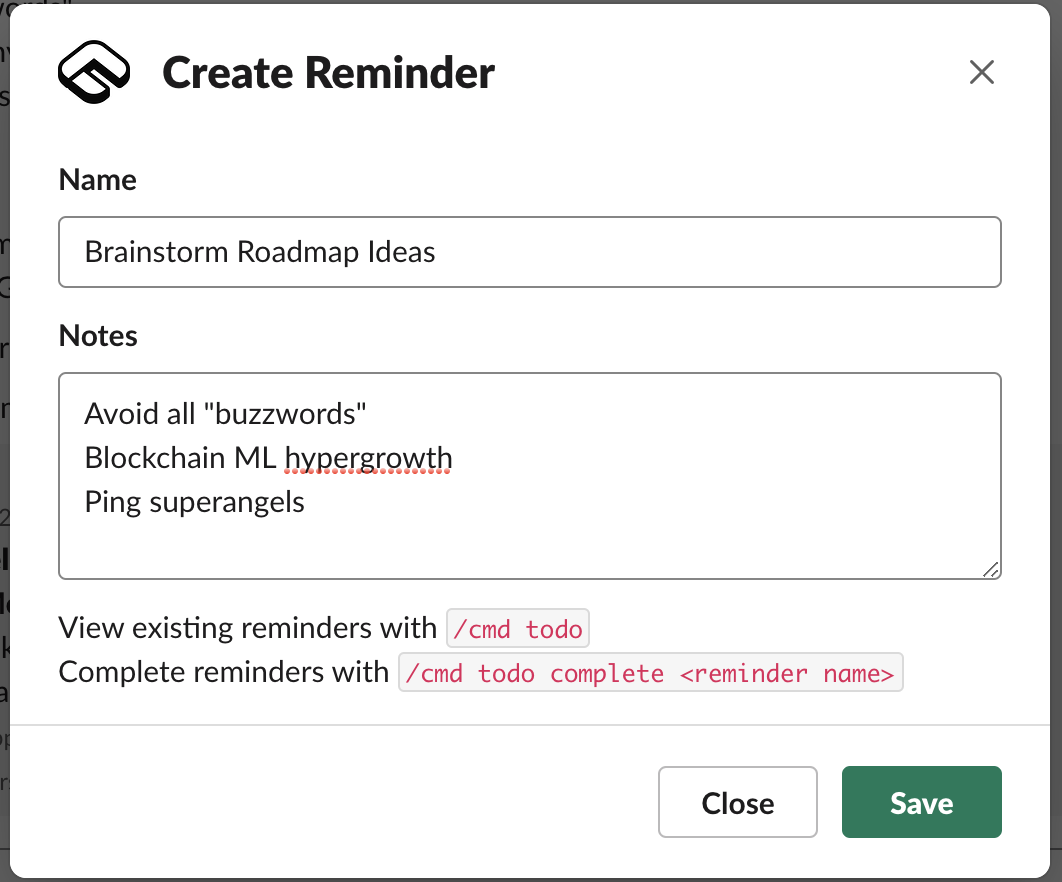 Create Reminder
Name
Brainstorm Roadmap Ideas
Notes
Avoid all "buzzwords"
Blockchain ML hypergrowth
Ping superangels
View existing reminders with /cmd todo
Complete reminders with /cmd todo complete <reminder name>
Close
Save